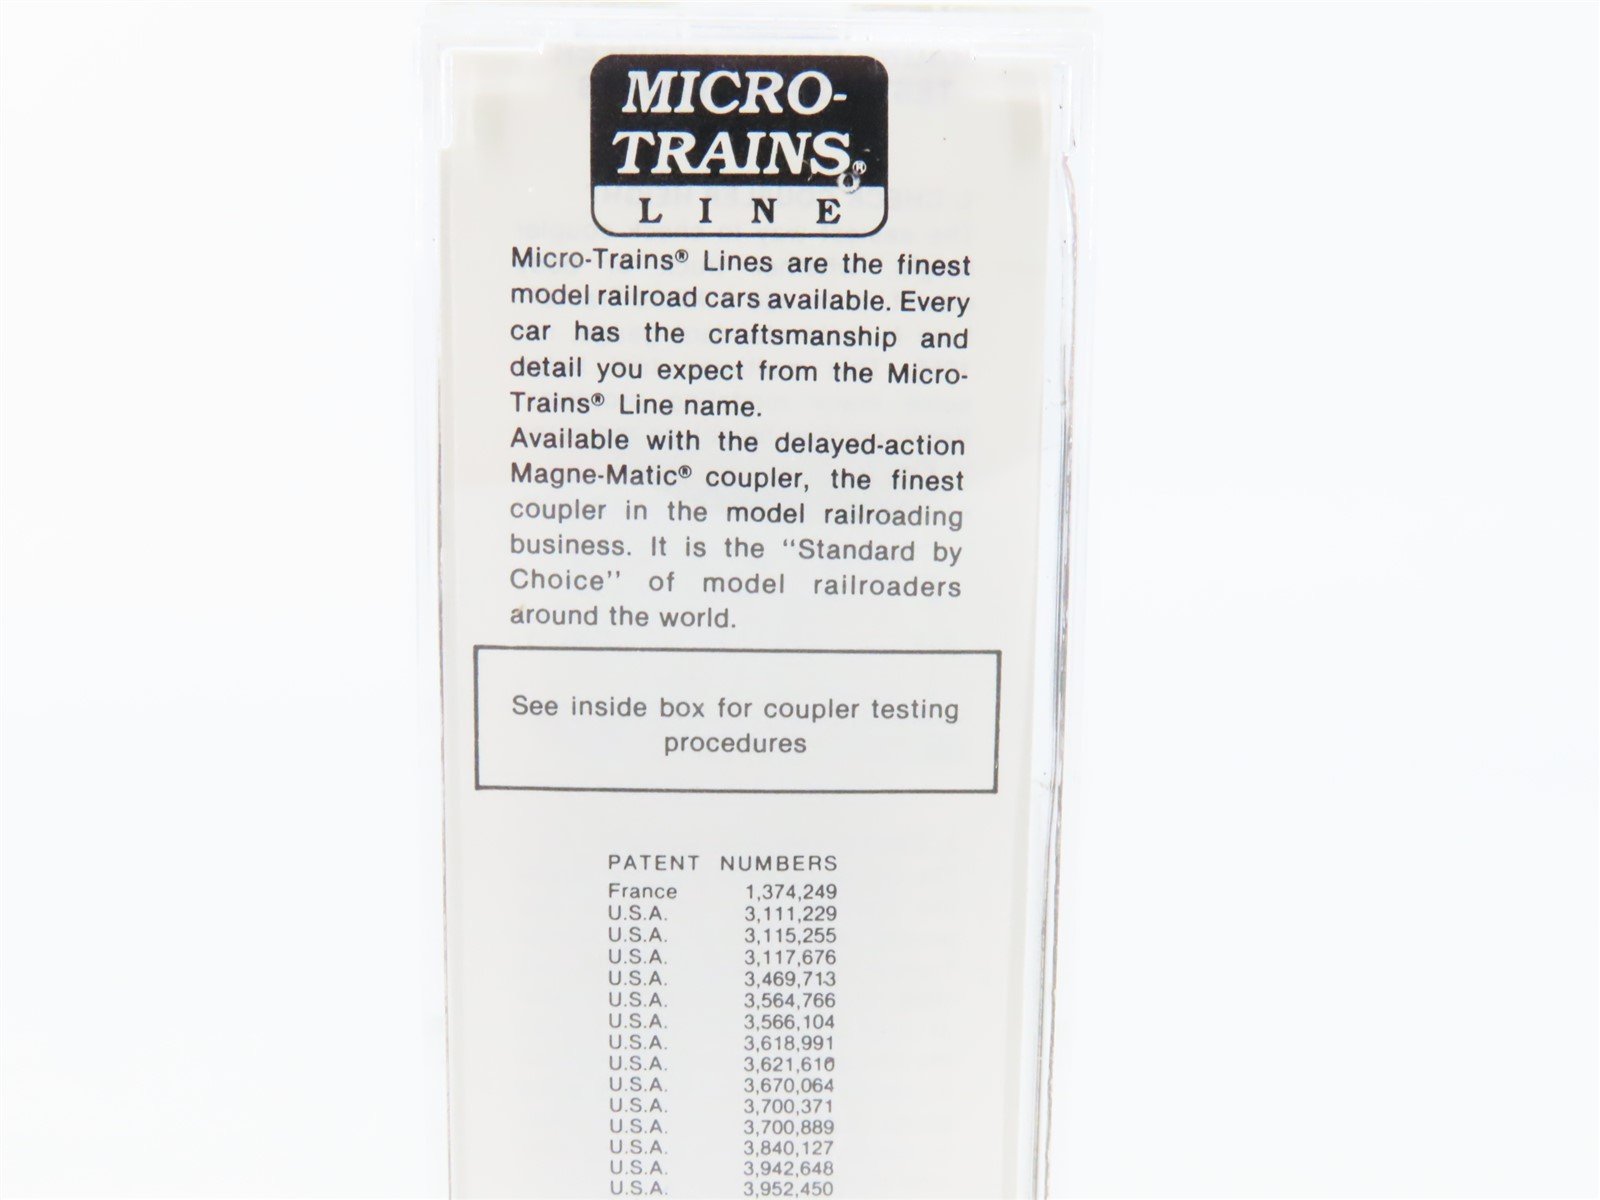 MICRO-
TRAINS®
LINE
Micro-Trains® Lines are the finest
model railroad cars available. Every
car has the craftsmanship and
detail you expect from the Micro-
Trains® Line name.
Available with the delayed-action
Magne-Matic® coupler, the finest
coupler in the model railroading
business. It is the "Standard by
Choice" of model railroaders
around the world.
See inside box for coupler testing
procedures
PATENT NUMBERS
France 1,374,249
U.S.A. 3,111,229
U.S.A. 3,115,255
U.S.A. 3,117,676
U.S.A. 3,469,713
U.S.A. 3,564,766
U.S.A. 3,566,104
U.S.A. 3,618,991
U.S.A. 3,621,610
U.S.A. 3,670,064
U.S.A. 3,700,371
U.S.A. 3,700,889
U.S.A. 3,840,127
U.S.A. 3,942,648
U.S.A. 3,952,450